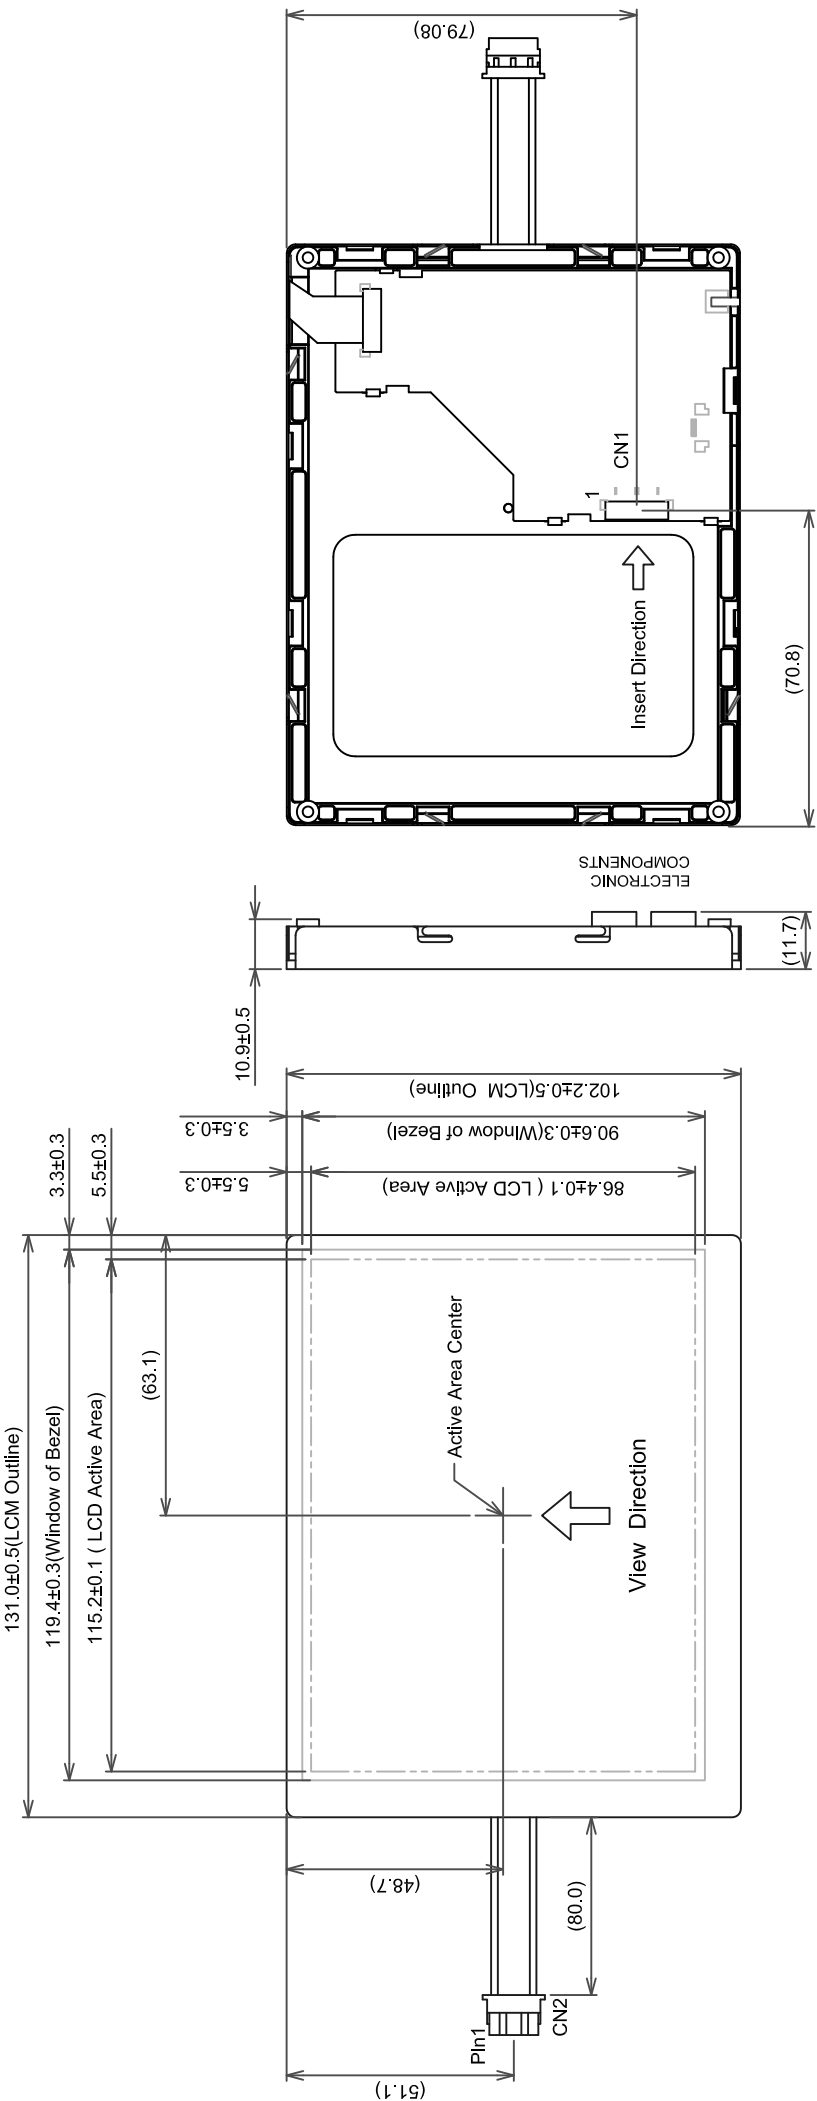 (79.08)
CN1
1
Insert Direction
(70.8)
ELECTRONIC
COMPONENTS
(11.7)
10.9±0.5
102.2±0.5(LCM Outline)
90.6±0.3(Window of Bezel)
86.4±0.1 ( LCD Active Area)
3.5±0.3
5.5±0.3
3.3±0.3
5.5±0.3
131.0±0.5(LCM Outline)
119.4±0.3(Window of Bezel)
115.2±0.1 ( LCD Active Area)
(63.1)
Active Area Center
View Direction
(48.7)
(80.0)
PIn1
CN2
(51.1)